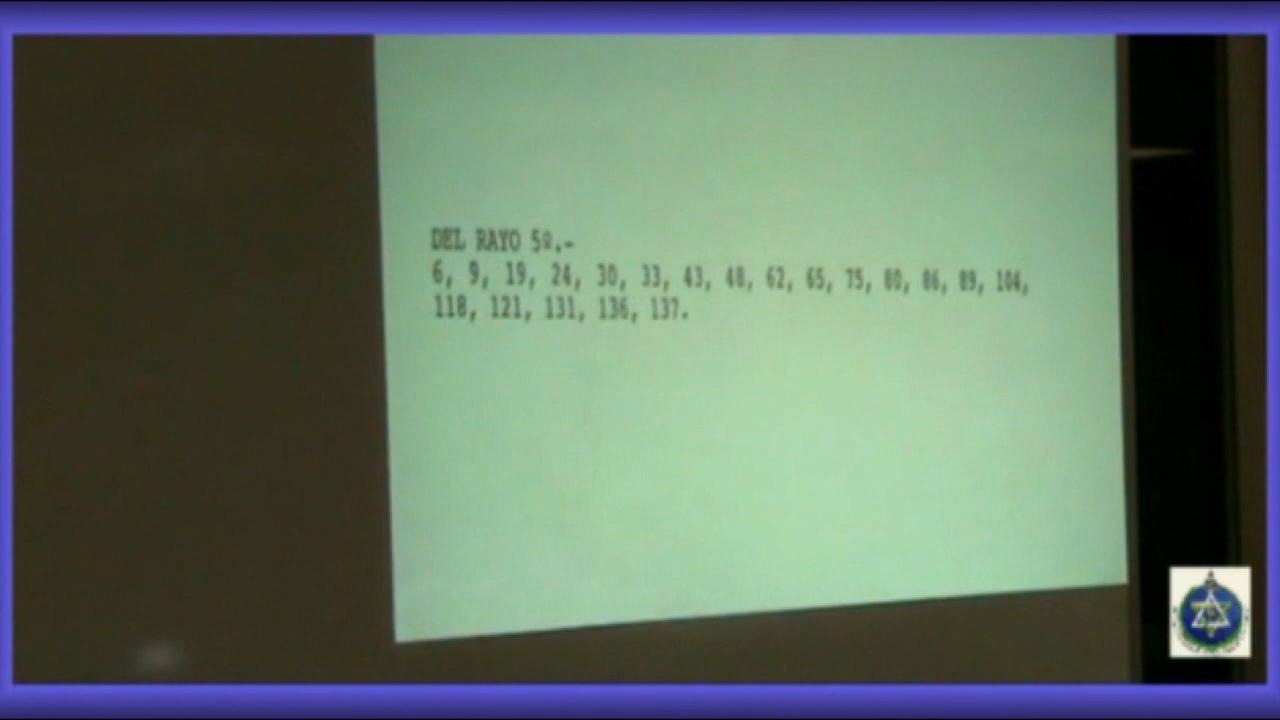 DEL RAYO 5º.-
6, 9, 19, 24, 30, 33, 43, 48, 62, 65, 75, 80, 86, 89, 104,
118, 121, 131, 136, 137.